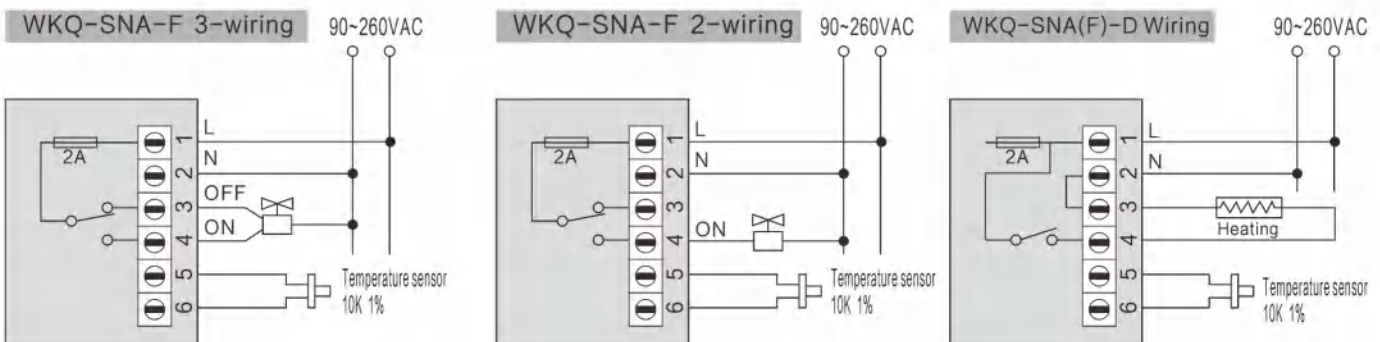 WKQ-SNA-F 3-wiring
90~260VAC
2A
1
L
2
N
3
OFF
4
ON
5
6
Temperature sensor
10K 1%
WKQ-SNA-F 2-wiring
90~260VAC
2A
1
L
2
N
3
4
ON
5
6
Temperature sensor
10K 1%
WKQ-SNA(F)-D Wiring
90~260VAC
2A
1
L
2
N
3
4
Heating
5
6
Temperature sensor
10K 1%